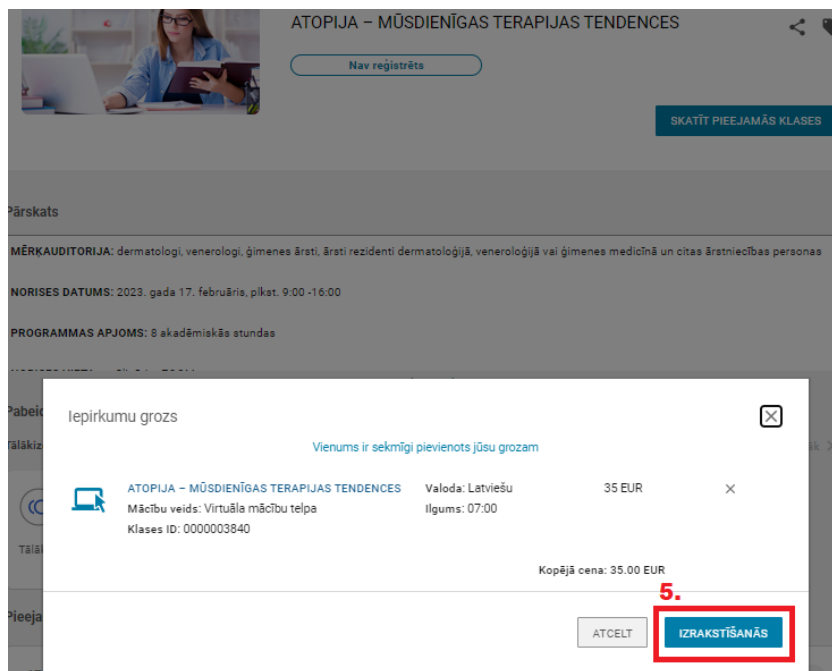 ATOPIJA – MŪSDIENĪGAS TERAPIJAS TENDENCES
Nav reģistrēts
SKATĪT PIEEJAMĀS KLASES
Pārskats
MĒRĶAUDITORIJA: dermatologi, venerologi, ģimenes ārsti, ārsti rezidenti dermatoloģijā, veneroloģijā vai ģimenes medicīnā un citas ārstniecības personas
NORISES DATUMS: 2023. gada 17. februāris, plkst. 9:00 -16:00
PROGRAMMAS APJOMS: 8 akadēmiskās stundas
Iepirkumu grozs
Vienums ir sekmīgi pievienots jūsu grozam
ATOPIJA – MŪSDIENĪGAS TERAPIJAS TENDENCES Valoda: Latviešu 35 EUR
Mācību veids: Virtuāla mācību telpa Ilgums: 07:00
Klases ID: 0000003840
Kopējā cena: 35.00 EUR
5.
ATCELT IZRAKSTĪŠANĀS